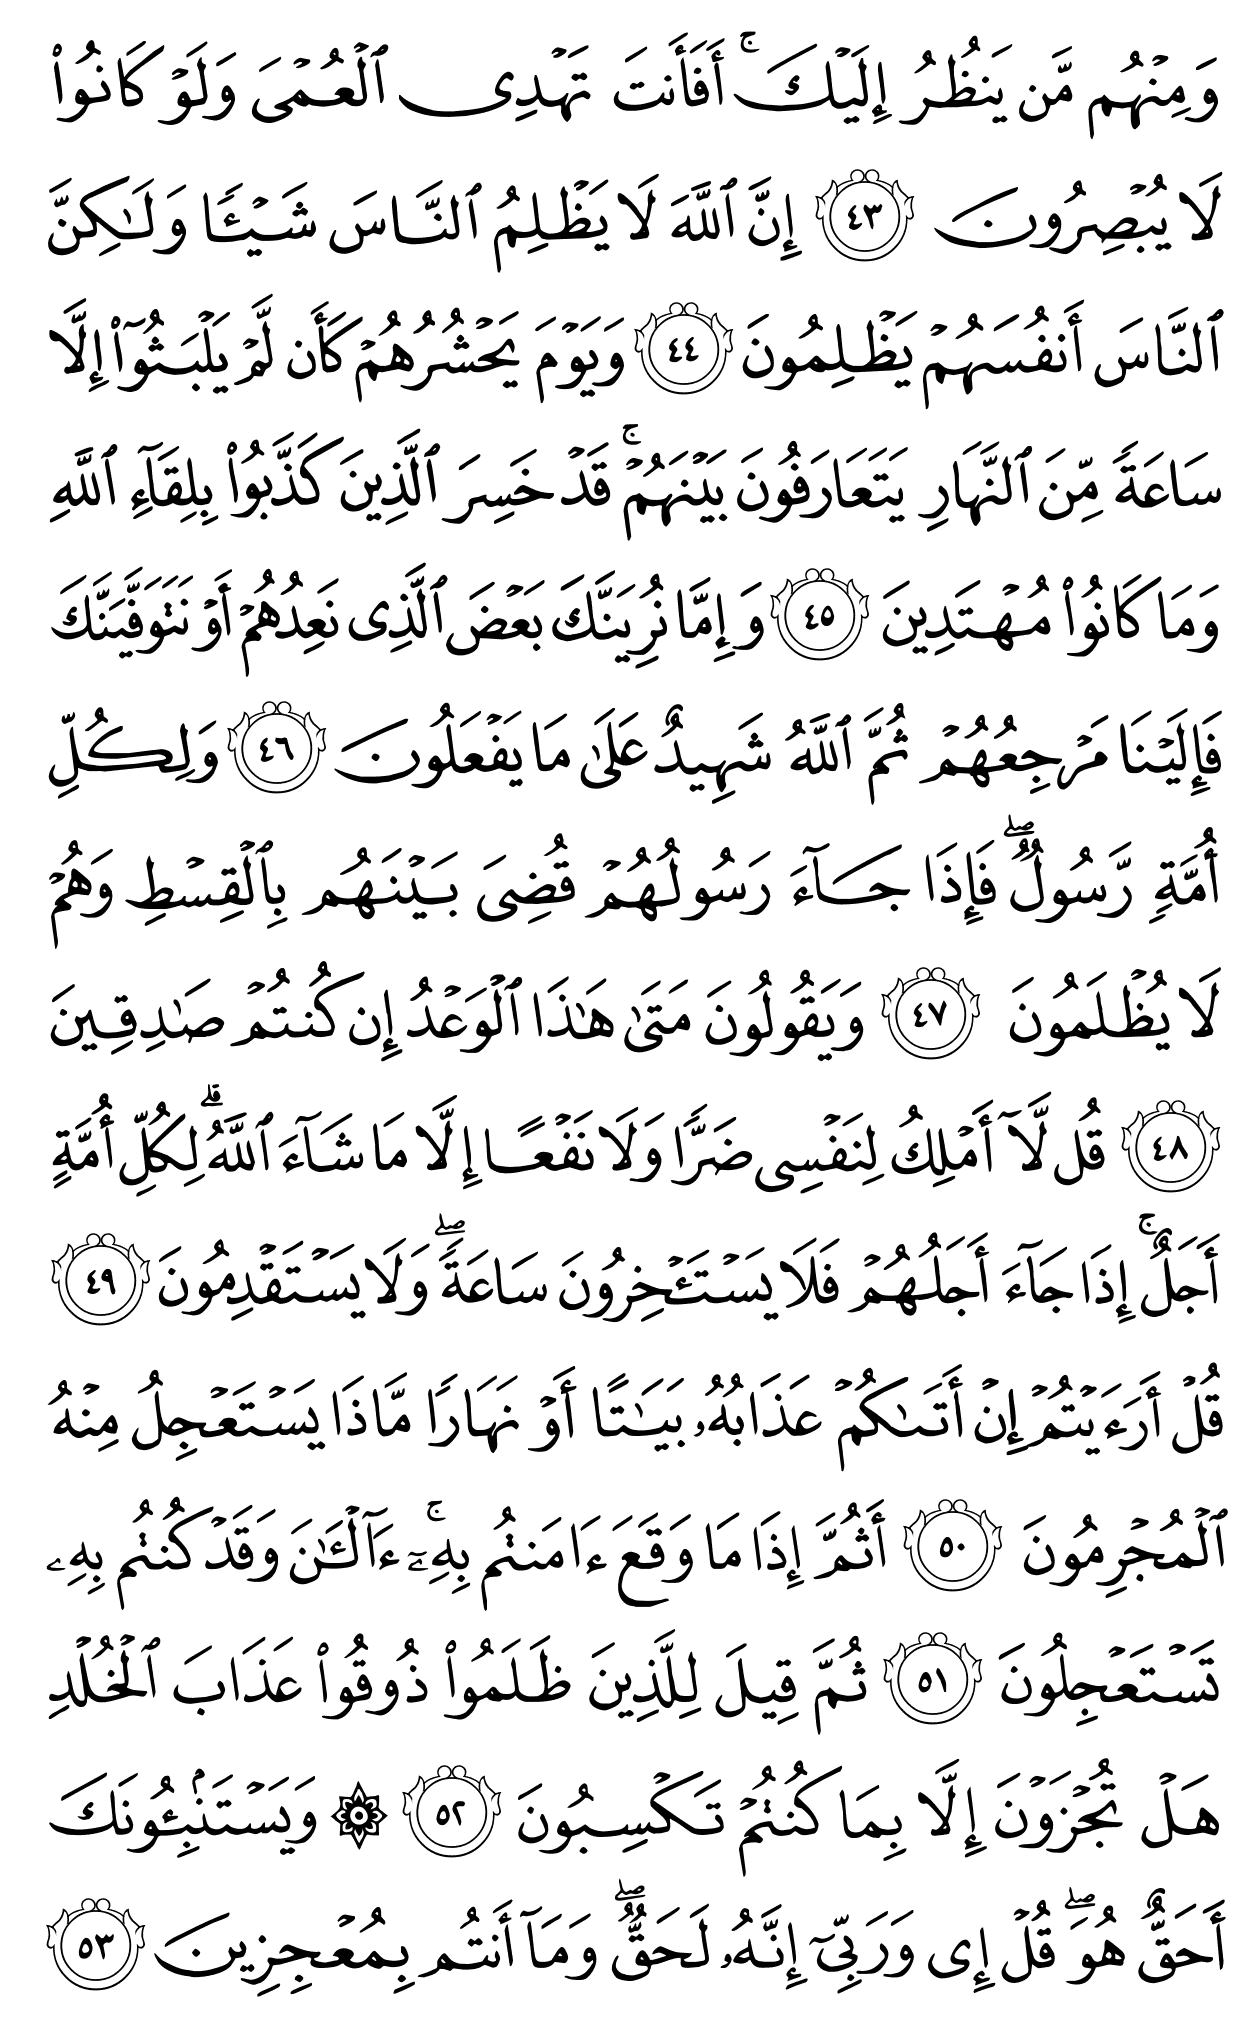 وَمِنۡهُم مَّن يَنظُرُ إِلَيۡكَۚ أَفَأَنتَ تَهۡدِى ٱلۡعُمۡىَ وَلَوۡ كَانُواْ
لَا يُبۡصِرُونَ ٤٣ إِنَّ ٱللَّهَ لَا يَظۡلِمُ ٱلنَّاسَ شَيۡـًٔا وَلَٰكِنَّ
ٱلنَّاسَ أَنفُسَهُمۡ يَظۡلِمُونَ ٤٤ وَيَوۡمَ يَحۡشُرُهُمۡ كَأَن لَّمۡ يَلۡبَثُوٓاْ إِلَّا
سَاعَةٗ مِّنَ ٱلنَّهَارِ يَتَعَارَفُونَ بَيۡنَهُمۡۚ قَدۡ خَسِرَ ٱلَّذِينَ كَذَّبُواْ بِلِقَآءِ ٱللَّهِ
وَمَا كَانُواْ مُهۡتَدِينَ ٤٥ وَإِمَّا نُرِيَنَّكَ بَعۡضَ ٱلَّذِى نَعِدُهُمۡ أَوۡ نَتَوَفَّيَنَّكَ
فَإِلَيۡنَا مَرۡجِعُهُمۡ ثُمَّ ٱللَّهُ شَهِيدٌ عَلَىٰ مَا يَفۡعَلُونَ ٤٦ وَلِكُلِّ
أُمَّةٖ رَّسُولٞۖ فَإِذَا جَآءَ رَسُولُهُمۡ قُضِىَ بَيۡنَهُم بِٱلۡقِسۡطِ وَهُمۡ
لَا يُظۡلَمُونَ ٤٧ وَيَقُولُونَ مَتَىٰ هَٰذَا ٱلۡوَعۡدُ إِن كُنتُمۡ صَٰدِقِينَ
٤٨ قُل لَّآ أَمۡلِكُ لِنَفۡسِى ضَرّٗا وَلَا نَفۡعًا إِلَّا مَا شَآءَ ٱللَّهُۗ لِكُلِّ أُمَّةٍ
أَجَلٌۚ إِذَا جَآءَ أَجَلُهُمۡ فَلَا يَسۡتَـٔۡخِرُونَ سَاعَةٗۖ وَلَا يَسۡتَقۡدِمُونَ ٤٩
قُلۡ أَرَءَيۡتُمۡ إِنۡ أَتَىٰكُمۡ عَذَابُهُۥ بَيَٰتًا أَوۡ نَهَارٗا مَّاذَا يَسۡتَعۡجِلُ مِنۡهُ
ٱلۡمُجۡرِمُونَ ٥٠ أَثُمَّ إِذَا مَا وَقَعَ ءَامَنتُم بِهِۦٓۚ ءَآلۡـَٰٔنَ وَقَدۡ كُنتُم بِهِۦ
تَسۡتَعۡجِلُونَ ٥١ ثُمَّ قِيلَ لِلَّذِينَ ظَلَمُواْ ذُوقُواْ عَذَابَ ٱلۡخُلۡدِ
هَلۡ تُجۡزَوۡنَ إِلَّا بِمَا كُنتُمۡ تَكۡسِبُونَ ٥٢ ۞ وَيَسۡتَنۢبِـُٔونَكَ
أَحَقٌّ هُوَۖ قُلۡ إِى وَرَبِّىٓ إِنَّهُۥ لَحَقّٞۖ وَمَآ أَنتُم بِمُعۡجِزِينَ ٥٣